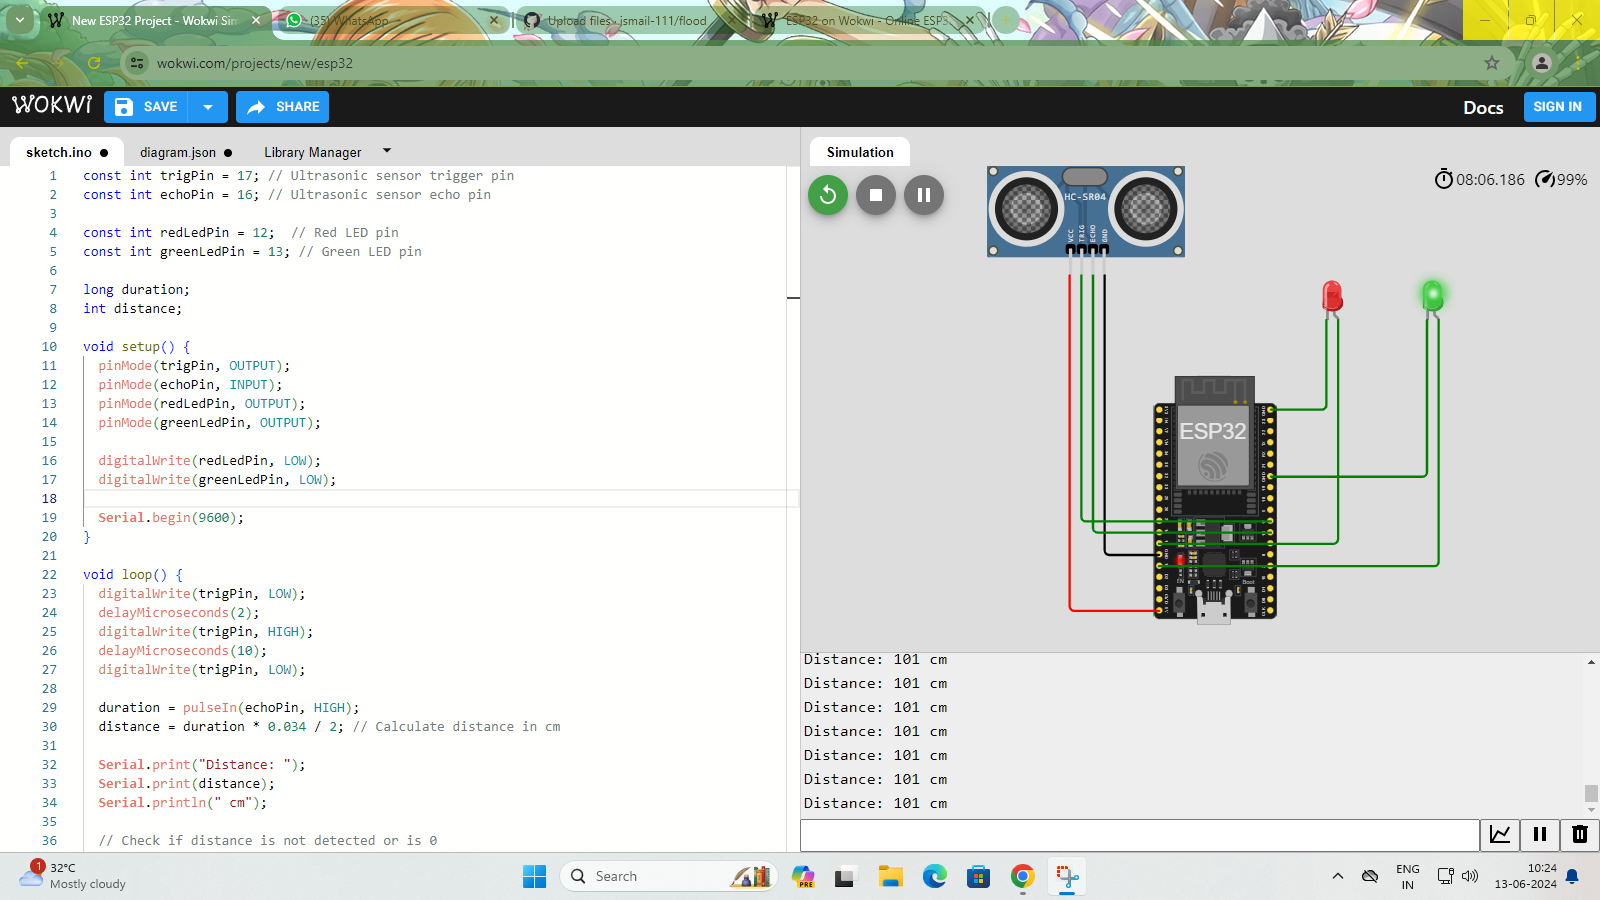 New ESP32 Project - Wokwi Sim
(35) WhatsApp
Upload files · jsmail-111/flood
ESP32 on Wokwi - Online ESP3
wokwi.com/projects/new/esp32
WOKWI
SAVE
SHARE
Docs
SIGN IN
sketch.ino
diagram.json
Library Manager
1 const int trigPin = 17; // Ultrasonic sensor trigger pin
2 const int echoPin = 16; // Ultrasonic sensor echo pin
3
4 const int redLedPin = 12;  // Red LED pin
5 const int greenLedPin = 13; // Green LED pin
6
7 long duration;
8 int distance;
9
10 void setup() {
11 pinMode(trigPin, OUTPUT);
12 pinMode(echoPin, INPUT);
13 pinMode(redLedPin, OUTPUT);
14 pinMode(greenLedPin, OUTPUT);
15
16 digitalWrite(redLedPin, LOW);
17 digitalWrite(greenLedPin, LOW);
18
19 Serial.begin(9600);
20 }
21
22 void loop() {
23 digitalWrite(trigPin, LOW);
24 delayMicroseconds(2);
25 digitalWrite(trigPin, HIGH);
26 delayMicroseconds(10);
27 digitalWrite(trigPin, LOW);
28
29 duration = pulseIn(echoPin, HIGH);
30 distance = duration * 0.034 / 2; // Calculate distance in cm
31
32 Serial.print("Distance: ");
33 Serial.print(distance);
34 Serial.println(" cm");
35
36 // Check if distance is not detected or is 0
Simulation
08:06.186
99%
HC-SR04
VCC
TRIG
ECHO
GND
ESP32
EN
Boot
Distance: 101 cm
Distance: 101 cm
Distance: 101 cm
Distance: 101 cm
Distance: 101 cm
Distance: 101 cm
Distance: 101 cm
1
32°C
Mostly cloudy
Search
PRE
ENG
IN
10:24
13-06-2024